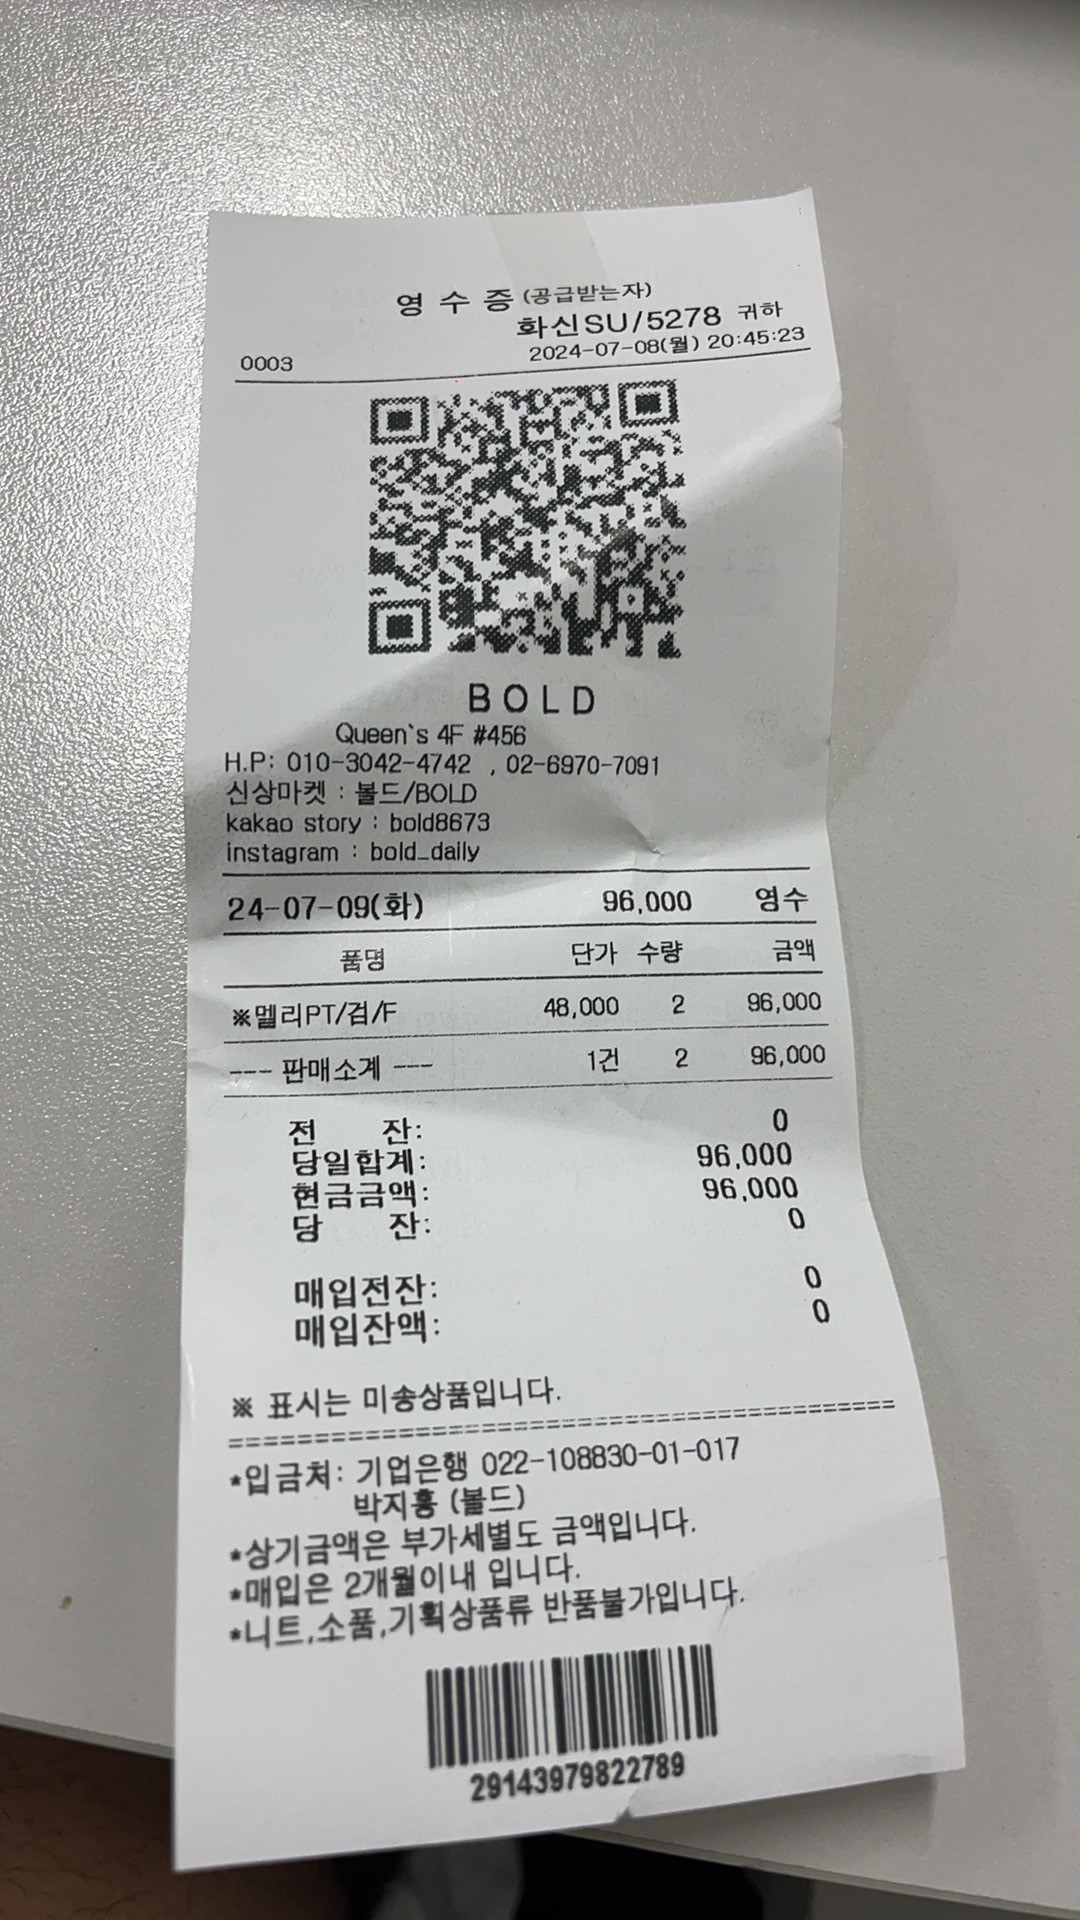 영 수 증 (공급받는자)
화신SU/5278 귀하
0003 2024-07-08(월) 20:45:23
BOLD
Queen`s 4F #456
H.P: 010-3042-4742 , 02-6970-7091
신상마켓 : 볼드/BOLD
kakao story : bold8673
instagram : bold_daily
24-07-09(화) 96,000 영수
품명 단가 수량 금액
※멜리PT/검/F 48,000 2 96,000
--- 판매소계 --- 1건 2 96,000
전 잔: 0
당일합계: 96,000
현금금액: 96,000
당 잔: 0
매입전잔: 0
매입잔액: 0
※ 표시는 미송상품입니다.
========================================
*입금처: 기업은행 022-108830-01-017
박지홍 (볼드)
*상기금액은 부가세별도 금액입니다.
*매입은 2개월이내 입니다.
*니트,소품,기획상품류 반품불가입니다.
29143979822789